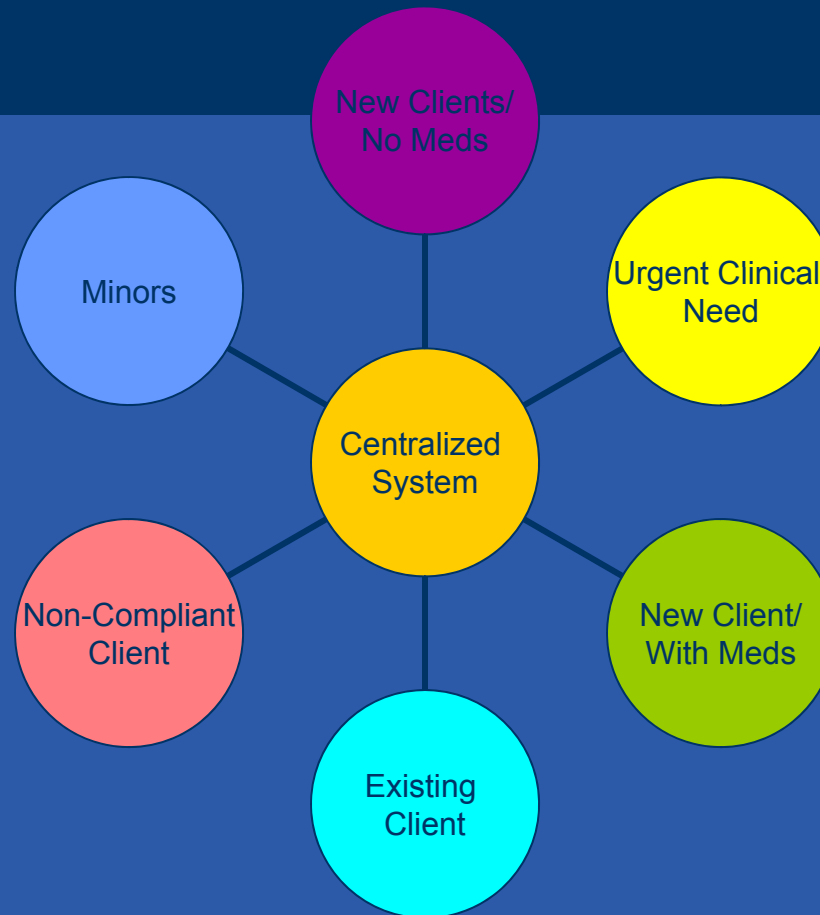 New Clients/
No Meds
Minors
Urgent Clinical
Need
Centralized
System
Non-Compliant
Client
New Client/
With Meds
Existing
Client